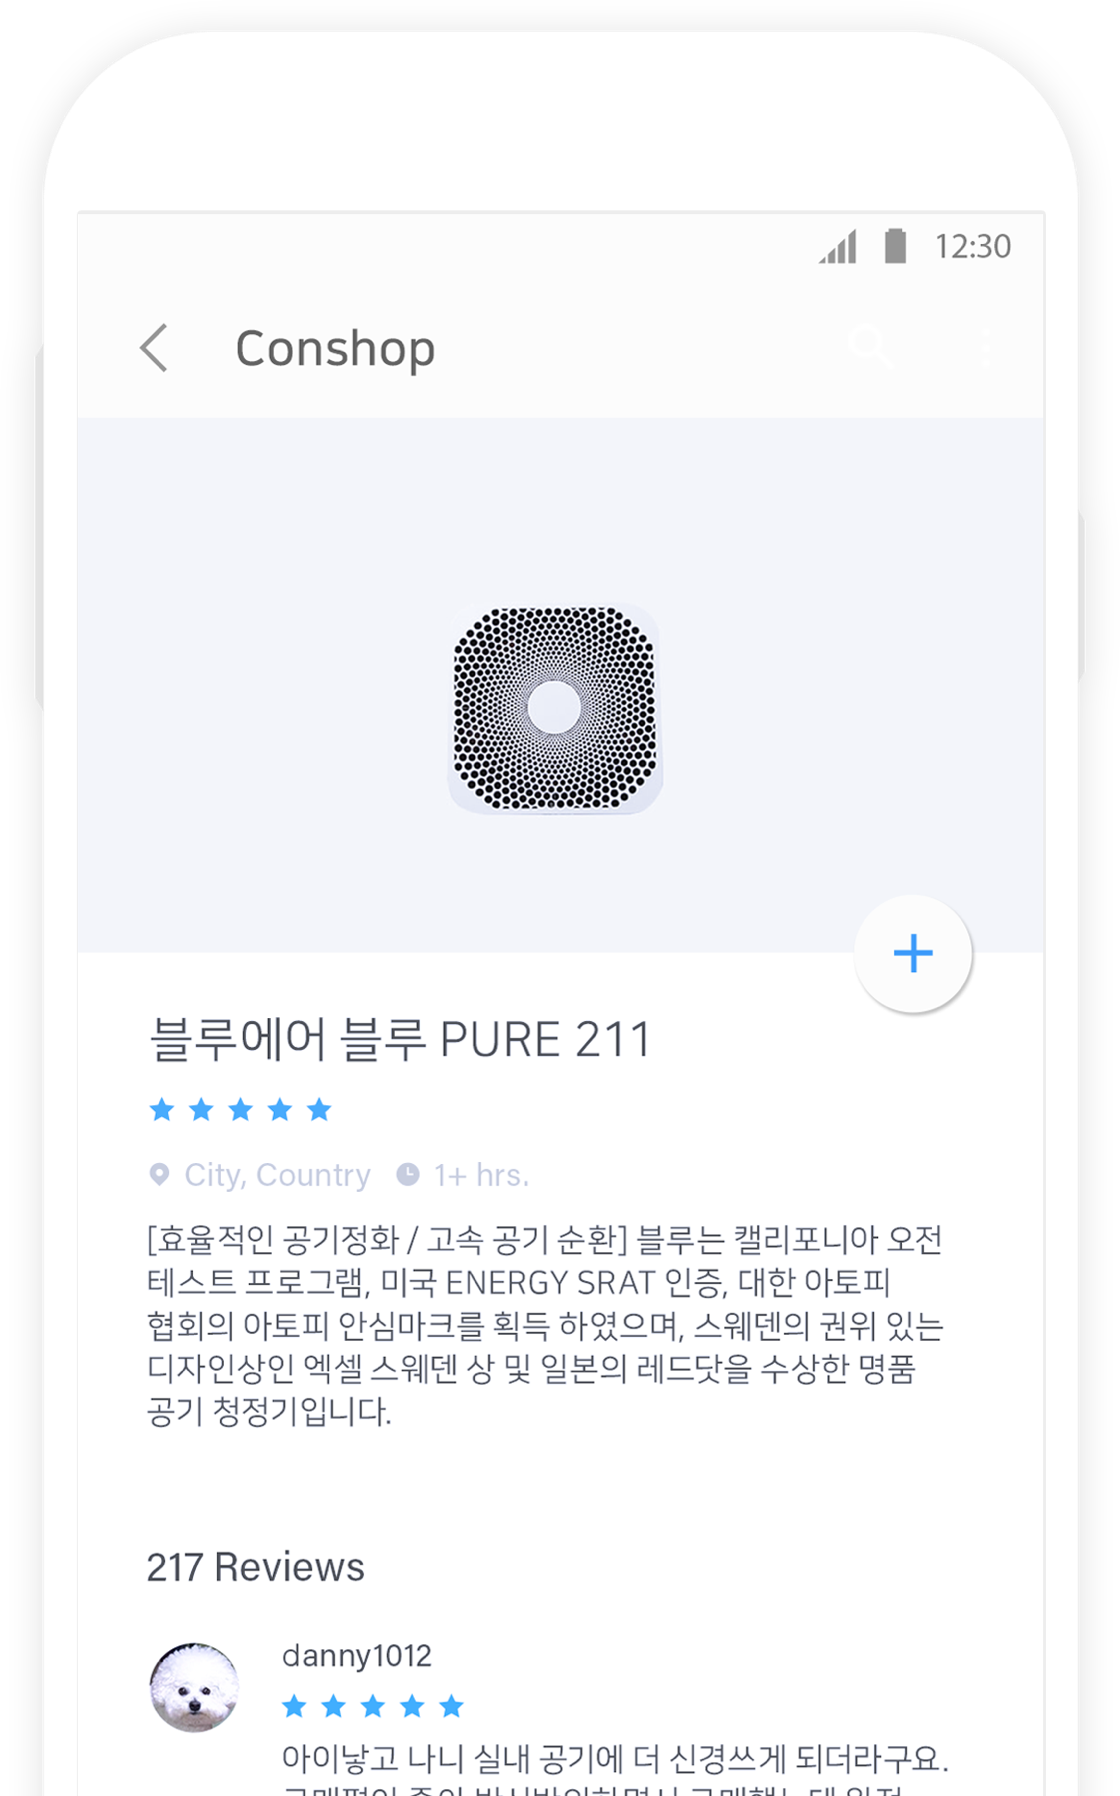 12:30
Conshop
블루에어 블루 PURE 211
City, Country 1+ hrs.
[효율적인 공기정화 / 고속 공기 순환] 블루는 캘리포니아 오전
테스트 프로그램, 미국 ENERGY SRAT 인증, 대한 아토피
협회의 아토피 안심마크를 획득 하였으며, 스웨덴의 권위 있는
디자인상인 엑셀 스웨덴 상 및 일본의 레드닷을 수상한 명품
공기 청정기입니다.
217 Reviews
danny1012
아이낳고 나니 실내 공기에 더 신경쓰게 되더라구요.